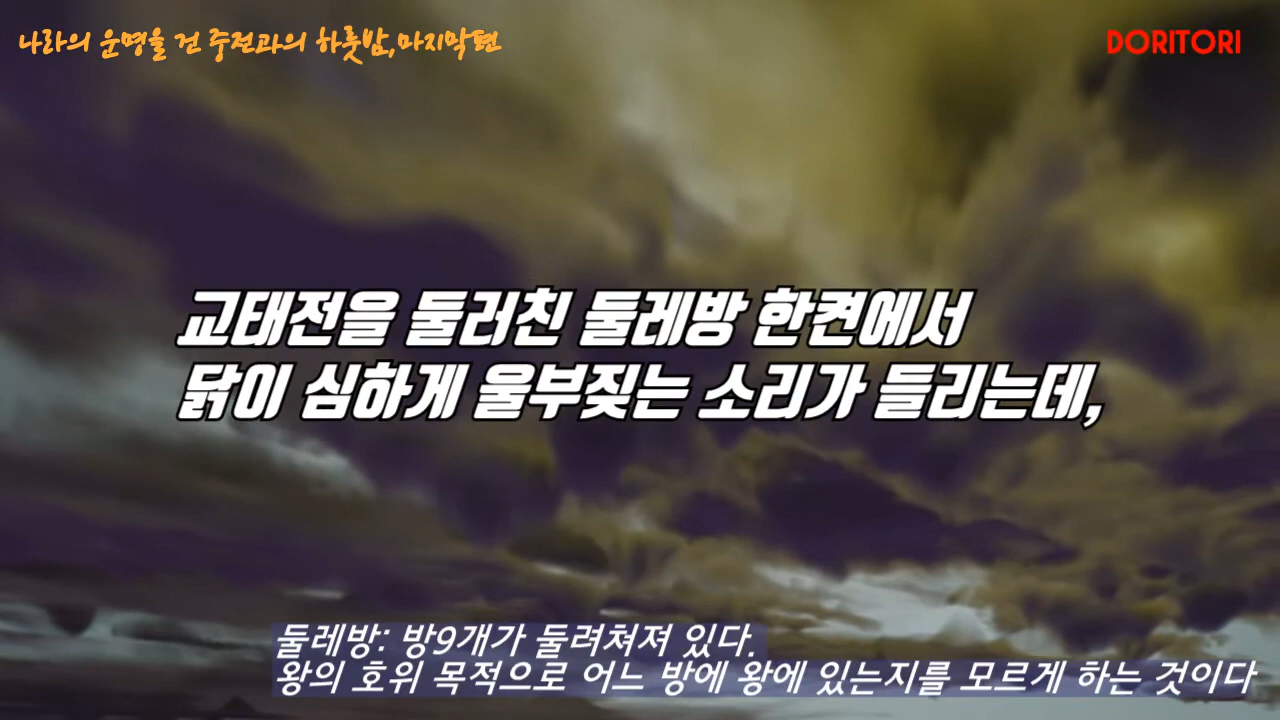 나라의 운명을 건 중전과의 하룻밤,마지막편
DORITORI
교태전을 둘러친 둘레방 한켠에서
닭이 심하게 울부짖는 소리가 들리는데,
둘레방: 방9개가 둘려쳐져 있다.
왕의 호위 목적으로 어느 방에 왕에 있는지를 모르게 하는 것이다